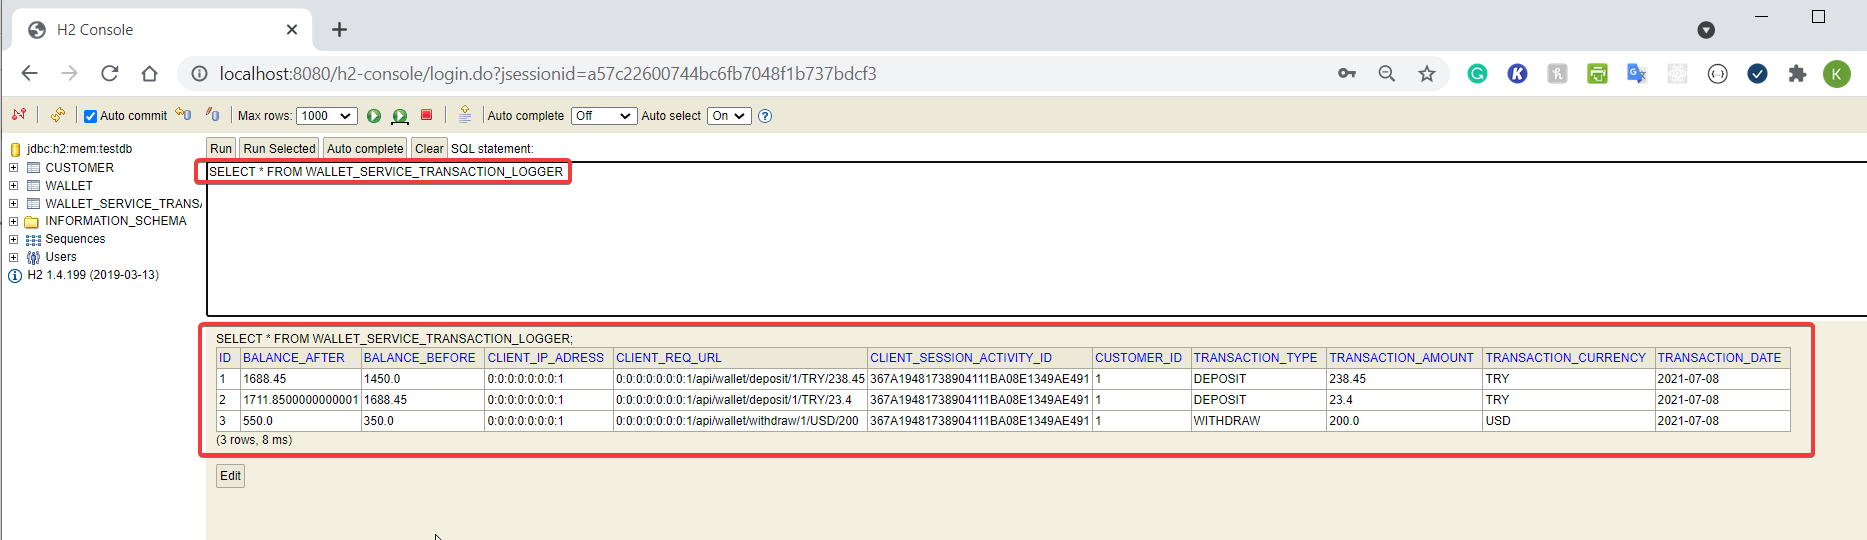 H2 Console
localhost:8080/h2-console/login.do?jsessionid=a57c22600744bc6fb7048f1b737bdcf3
K
K
Auto commit Max rows: 1000 Auto complete Off Auto select On
jdbc:h2:mem:testdb
CUSTOMER
WALLET
WALLET_SERVICE_TRANS
INFORMATION_SCHEMA
Sequences
Users
H2 1.4.199 (2019-03-13)
Run Run Selected Auto complete Clear SQL statement:
SELECT * FROM WALLET_SERVICE_TRANSACTION_LOGGER
SELECT * FROM WALLET_SERVICE_TRANSACTION_LOGGER;
ID BALANCE_AFTER BALANCE_BEFORE CLIENT_IP_ADRESS CLIENT_REQ_URL CLIENT_SESSION_ACTIVITY_ID CUSTOMER_ID TRANSACTION_TYPE TRANSACTION_AMOUNT TRANSACTION_CURRENCY TRANSACTION_DATE
1 1688.45 1450.0 0:0:0:0:0:0:0:1 0:0:0:0:0:0:0:1/api/wallet/deposit/1/TRY/238.45 367A19481738904111BA08E1349AE491 1 DEPOSIT 238.45 TRY 2021-07-08
2 1711.8500000000001 1688.45 0:0:0:0:0:0:0:1 0:0:0:0:0:0:0:1/api/wallet/deposit/1/TRY/23.4 367A19481738904111BA08E1349AE491 1 DEPOSIT 23.4 TRY 2021-07-08
3 550.0 350.0 0:0:0:0:0:0:0:1 0:0:0:0:0:0:0:1/api/wallet/withdraw/1/USD/200 367A19481738904111BA08E1349AE491 1 WITHDRAW 200.0 USD 2021-07-08
(3 rows, 8 ms)
Edit